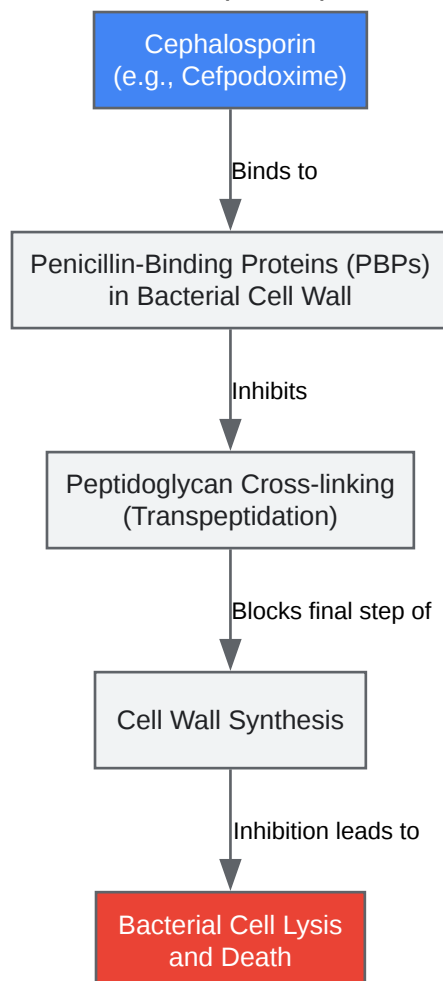 Cephalosporin
(e.g., Cefpodoxime)
Binds to
Penicillin-Binding Proteins (PBPs)
in Bacterial Cell Wall
Inhibits
Peptidoglycan Cross-linking
(Transpeptidation)
Blocks final step of
Cell Wall Synthesis
Inhibition leads to
Bacterial Cell Lysis
and Death